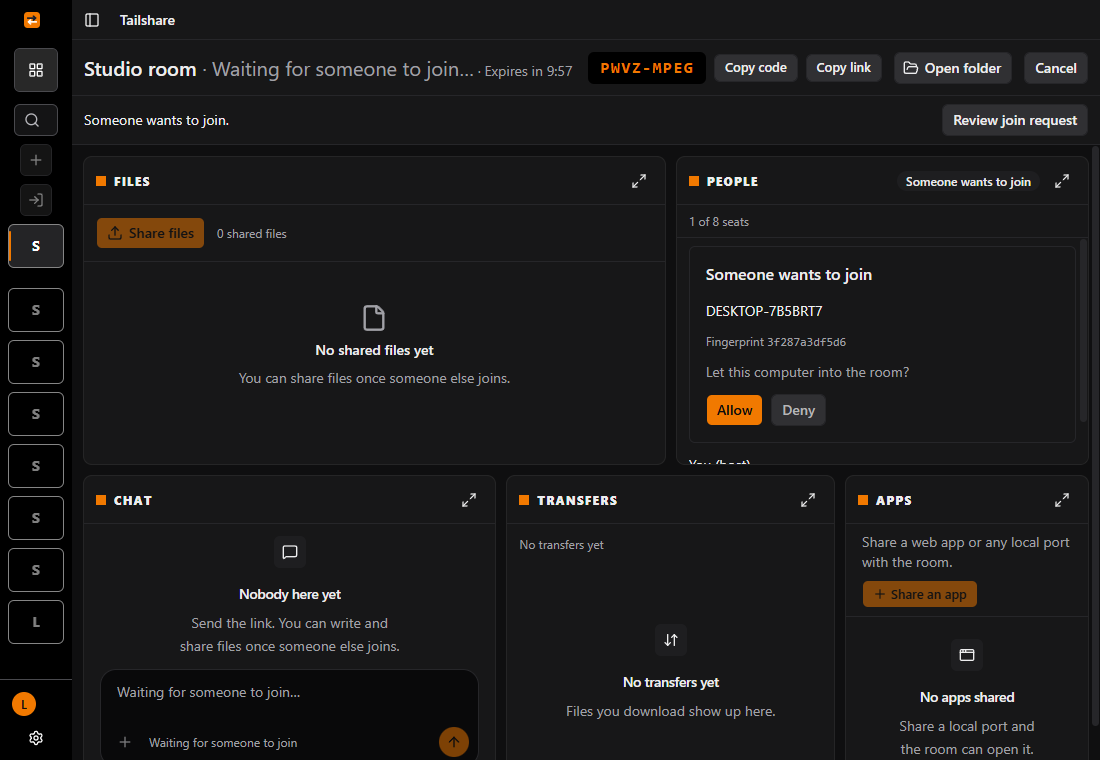 Tailshare
Studio room · Waiting for someone to join... · Expires in 9:57
PWVZ-MPEG
Copy code
Copy link
Open folder
Cancel
Someone wants to join.
Review join request
S
S
S
S
S
S
S
L
L
FILES
Share files
0 shared files
No shared files yet
You can share files once someone else joins.
PEOPLE
Someone wants to join
1 of 8 seats
Someone wants to join
DESKTOP-7B5BRT7
Fingerprint 3f287a3df5d6
Let this computer into the room?
Allow
Deny
You (host)
CHAT
Nobody here yet
Send the link. You can write and
share files once someone else joins.
Waiting for someone to join...
Waiting for someone to join
TRANSFERS
No transfers yet
No transfers yet
Files you download show up here.
APPS
Share a web app or any local port
with the room.
Share an app
No apps shared
Share a local port and
the room can open it.